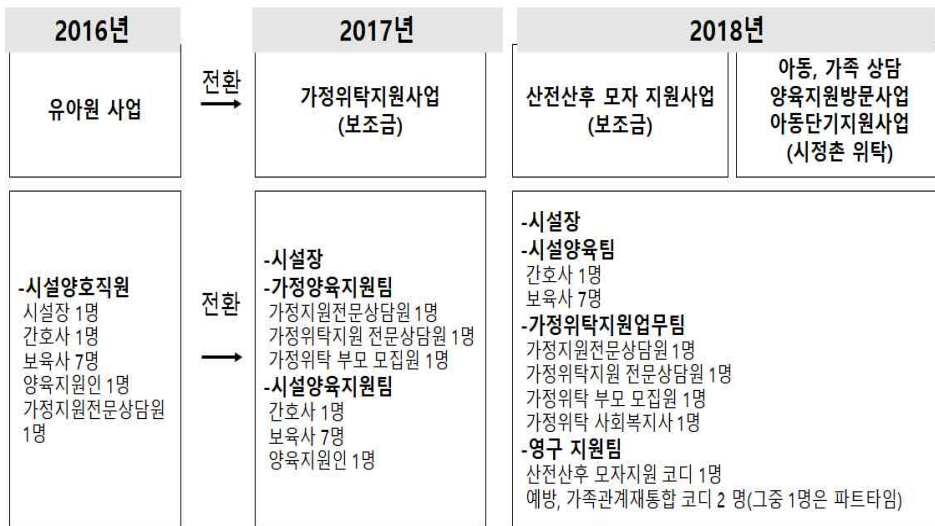 2016년
2017년
2018년
유아원 사업
전환
가정위탁지원사업
(보조금)
산전산후 모자 지원사업
(보조금)
아동, 가족 상담
양육지원방문사업
아동단기지원사업
(시정촌 위탁)
-시설양호직원
시설장 1명
간호사 1명
보육사 7명
양육지원인 1명
가정지원전문상담원
1명
전환
-시설장
-가정양육지원팀
가정지원전문상담원 1명
가정위탁지원 전문상담원 1명
가정위탁 부모 모집원 1명
-시설양육지원팀
간호사 1명
보육사 7명
양육지원인 1명
-시설장
-시설양육팀
간호사 1명
보육사 7명
-가정위탁지원업무팀
가정지원전문상담원 1명
가정위탁지원 전문상담원 1명
가정위탁 부모 모집원 1명
가정위탁 사회복지사 1명
-영구 지원팀
산전산후 모자지원 코디 1명
예방, 가족관계재통합 코디 2 명(그중 1명은 파트타임)